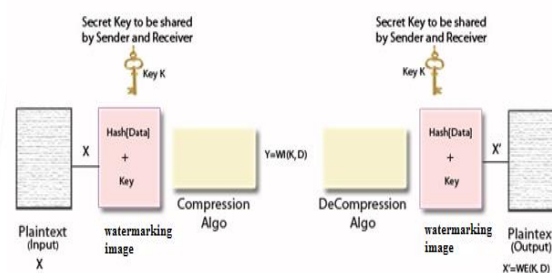 Secret Key to be shared
by Sender and Receiver
Key K
X
Hash(Data)
+
Key
watermarking
image
Plaintext
(Input)
X
Compression
Algo
Y=WI(K, D)
Secret Key to be shared
by Sender and Receiver
Key K
DeCompression
Algo
Hash(Data)
+
Key
watermarking
image
X'
Plaintext
(Output)
X'=WE(K, D)